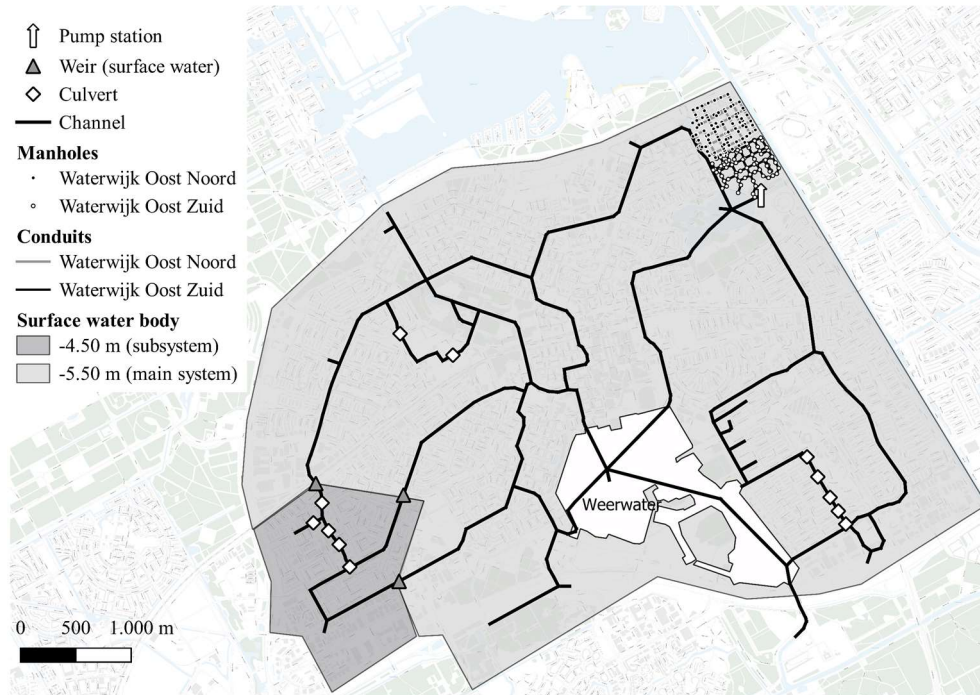 Pump station
Weir (surface water)
Culvert
Channel
Manholes
Waterwijk Oost Noord
Waterwijk Oost Zuid
Conduits
Waterwijk Oost Noord
Waterwijk Oost Zuid
Surface water body
-4.50 m (subsystem)
-5.50 m (main system)
Weerwater
0 500 1.000 m